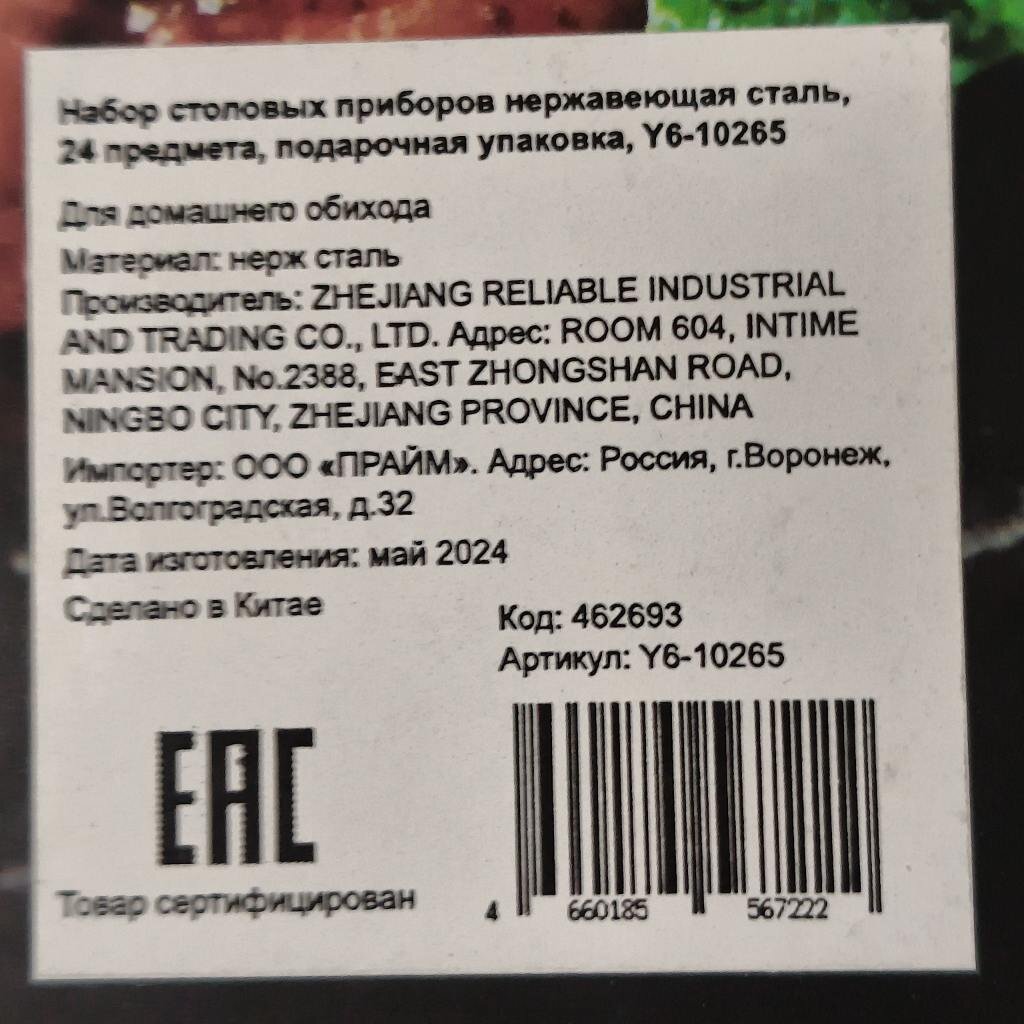 Набор столовых приборов нержавеющая сталь,
24 предмета, подарочная упаковка, Y6-10265
Для домашнего обихода
Материал: нерж сталь
Производитель: ZHEJIANG RELIABLE INDUSTRIAL
AND TRADING CO., LTD. Адрес: ROOM 604, INTIME
MANSION, No.2388, EAST ZHONGSHAN ROAD,
NINGBO CITY, ZHEJIANG PROVINCE, CHINA
Импортер: ООО «ПРАЙМ». Адрес: Россия, г.Воронеж,
ул.Волгоградская, д.32
Дата изготовления: май 2024
Сделано в Китае
Код: 462693
Артикул: Y6-10265
EAC
Товар сертифицирован
4 660185 567222